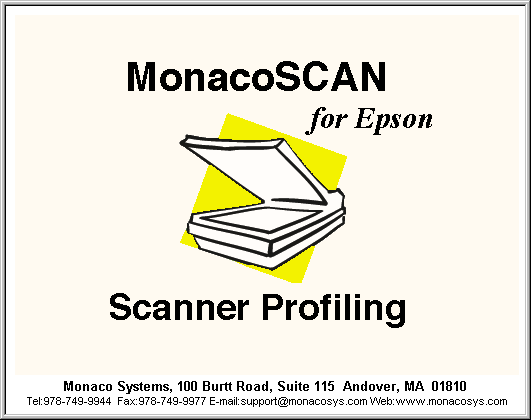 MonacoSCAN
for Epson
Scanner Profiling
Monaco Systems, 100 Burtt Road, Suite 115 Andover, MA 01810
Tel:978-749-9944 Fax:978-749-9977 E-mail:support@monacosys.com Web:www.monacosys.com